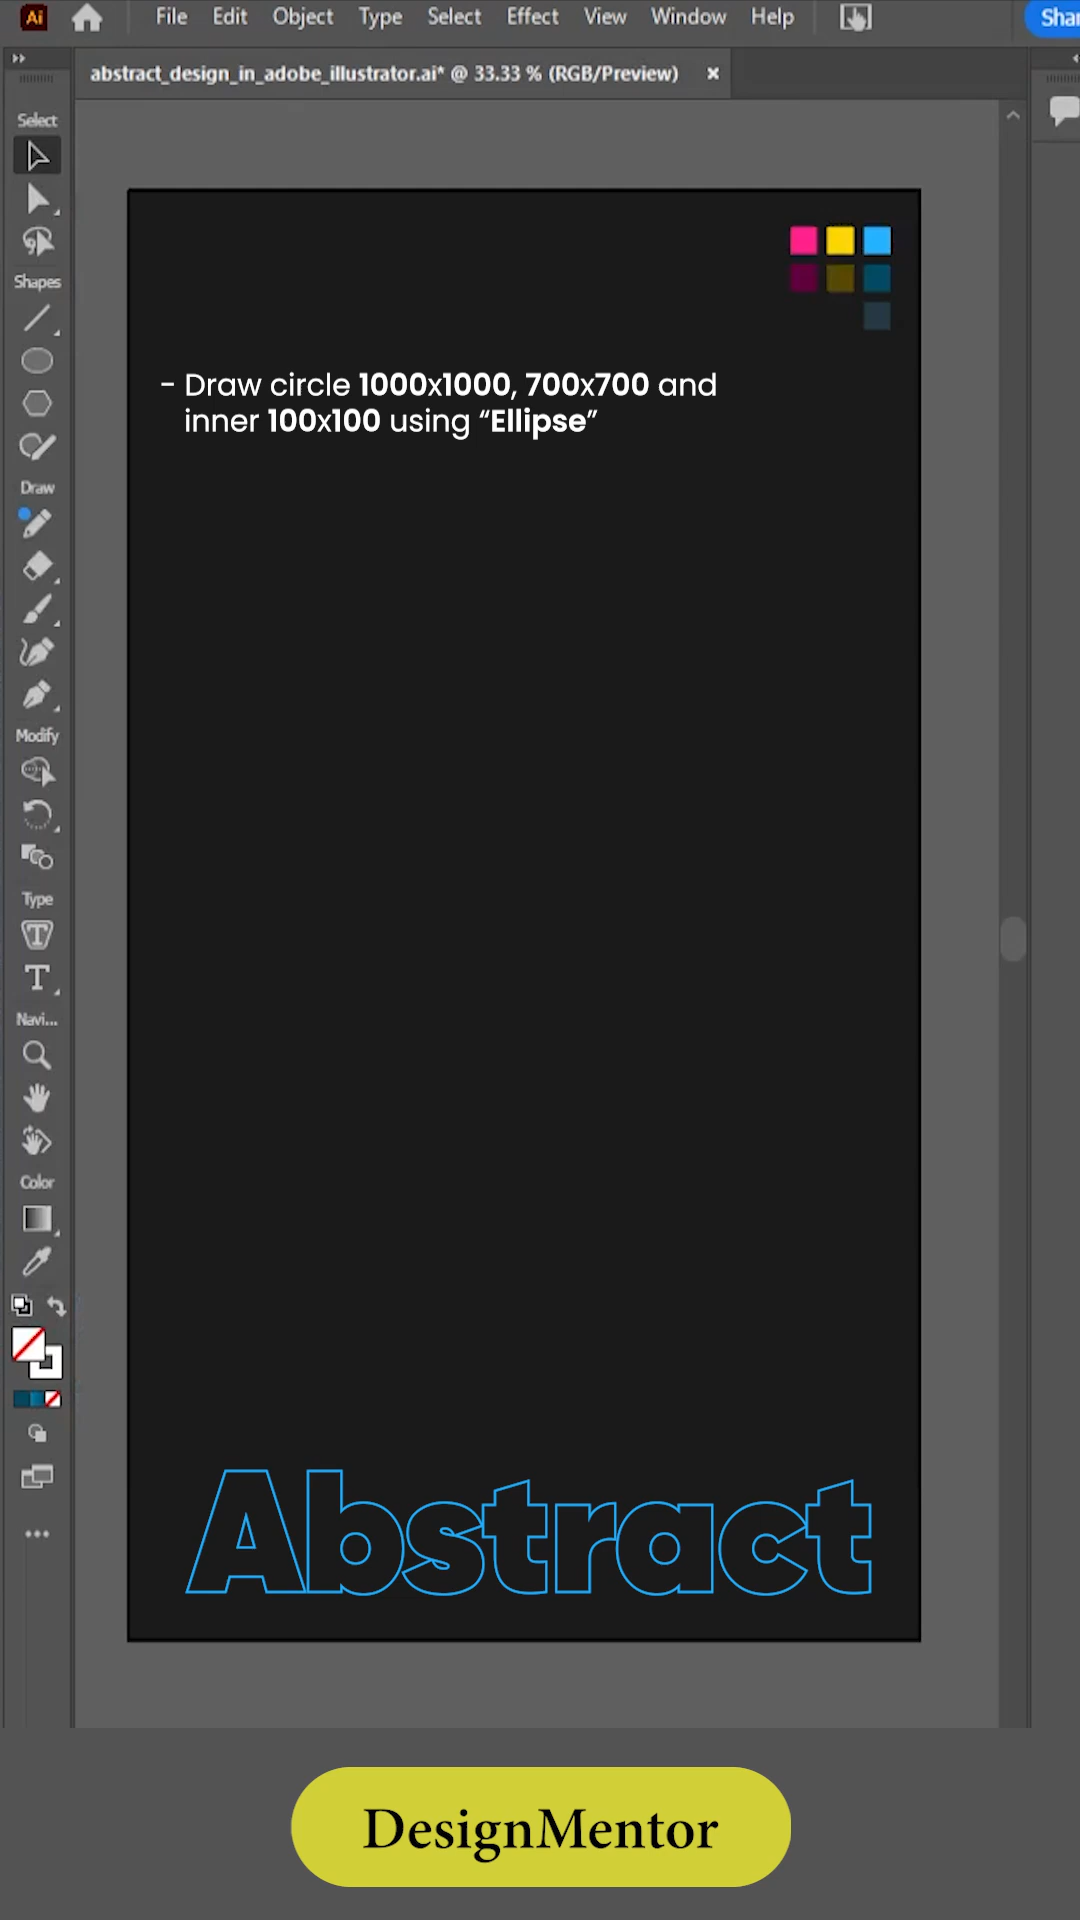 Ai File Edit Object Type Select Effect View Window Help
abstract_design_in_adobe_illustrator.ai* @ 33.33 % (RGB/Preview) ×
Select
Shapes
Draw
Modify
Type
Navi...
Color
- Draw circle 1000x1000, 700x700 and
inner 100x100 using “Ellipse”
Abstract
DesignMentor